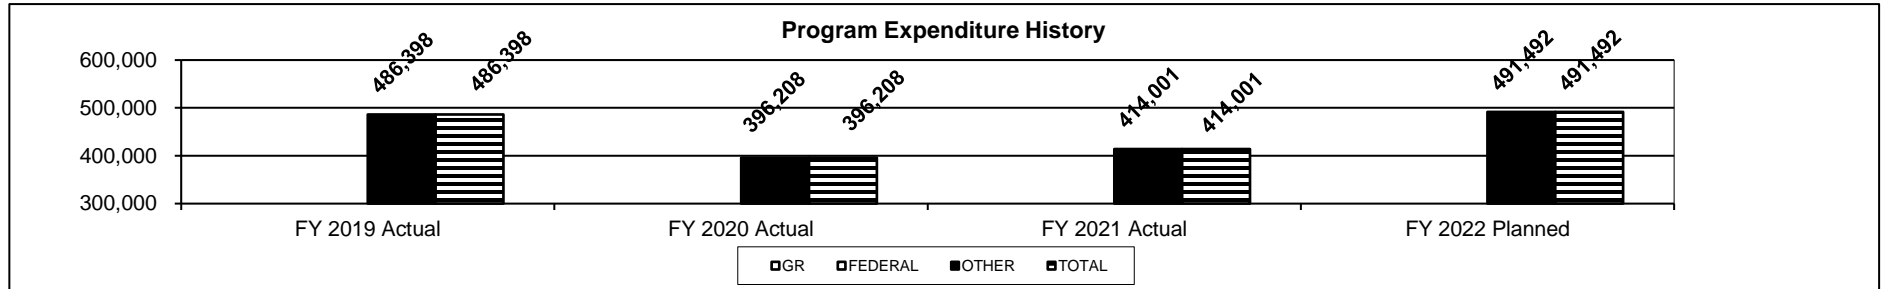 Program Expenditure History
600,000
500,000
400,000
300,000
486,398
486,398
396,208
396,208
414,001
414,001
491,492
491,492
FY 2019 Actual
FY 2020 Actual
FY 2021 Actual
FY 2022 Planned
GR FEDERAL OTHER TOTAL